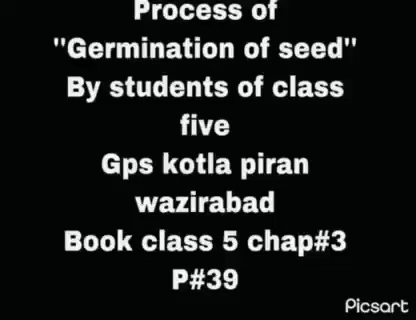 Process of
"Germination of seed"
By students of class
five
Gps kotla piran
wazirabad
Book class 5 chap#3
P#39
Picsart